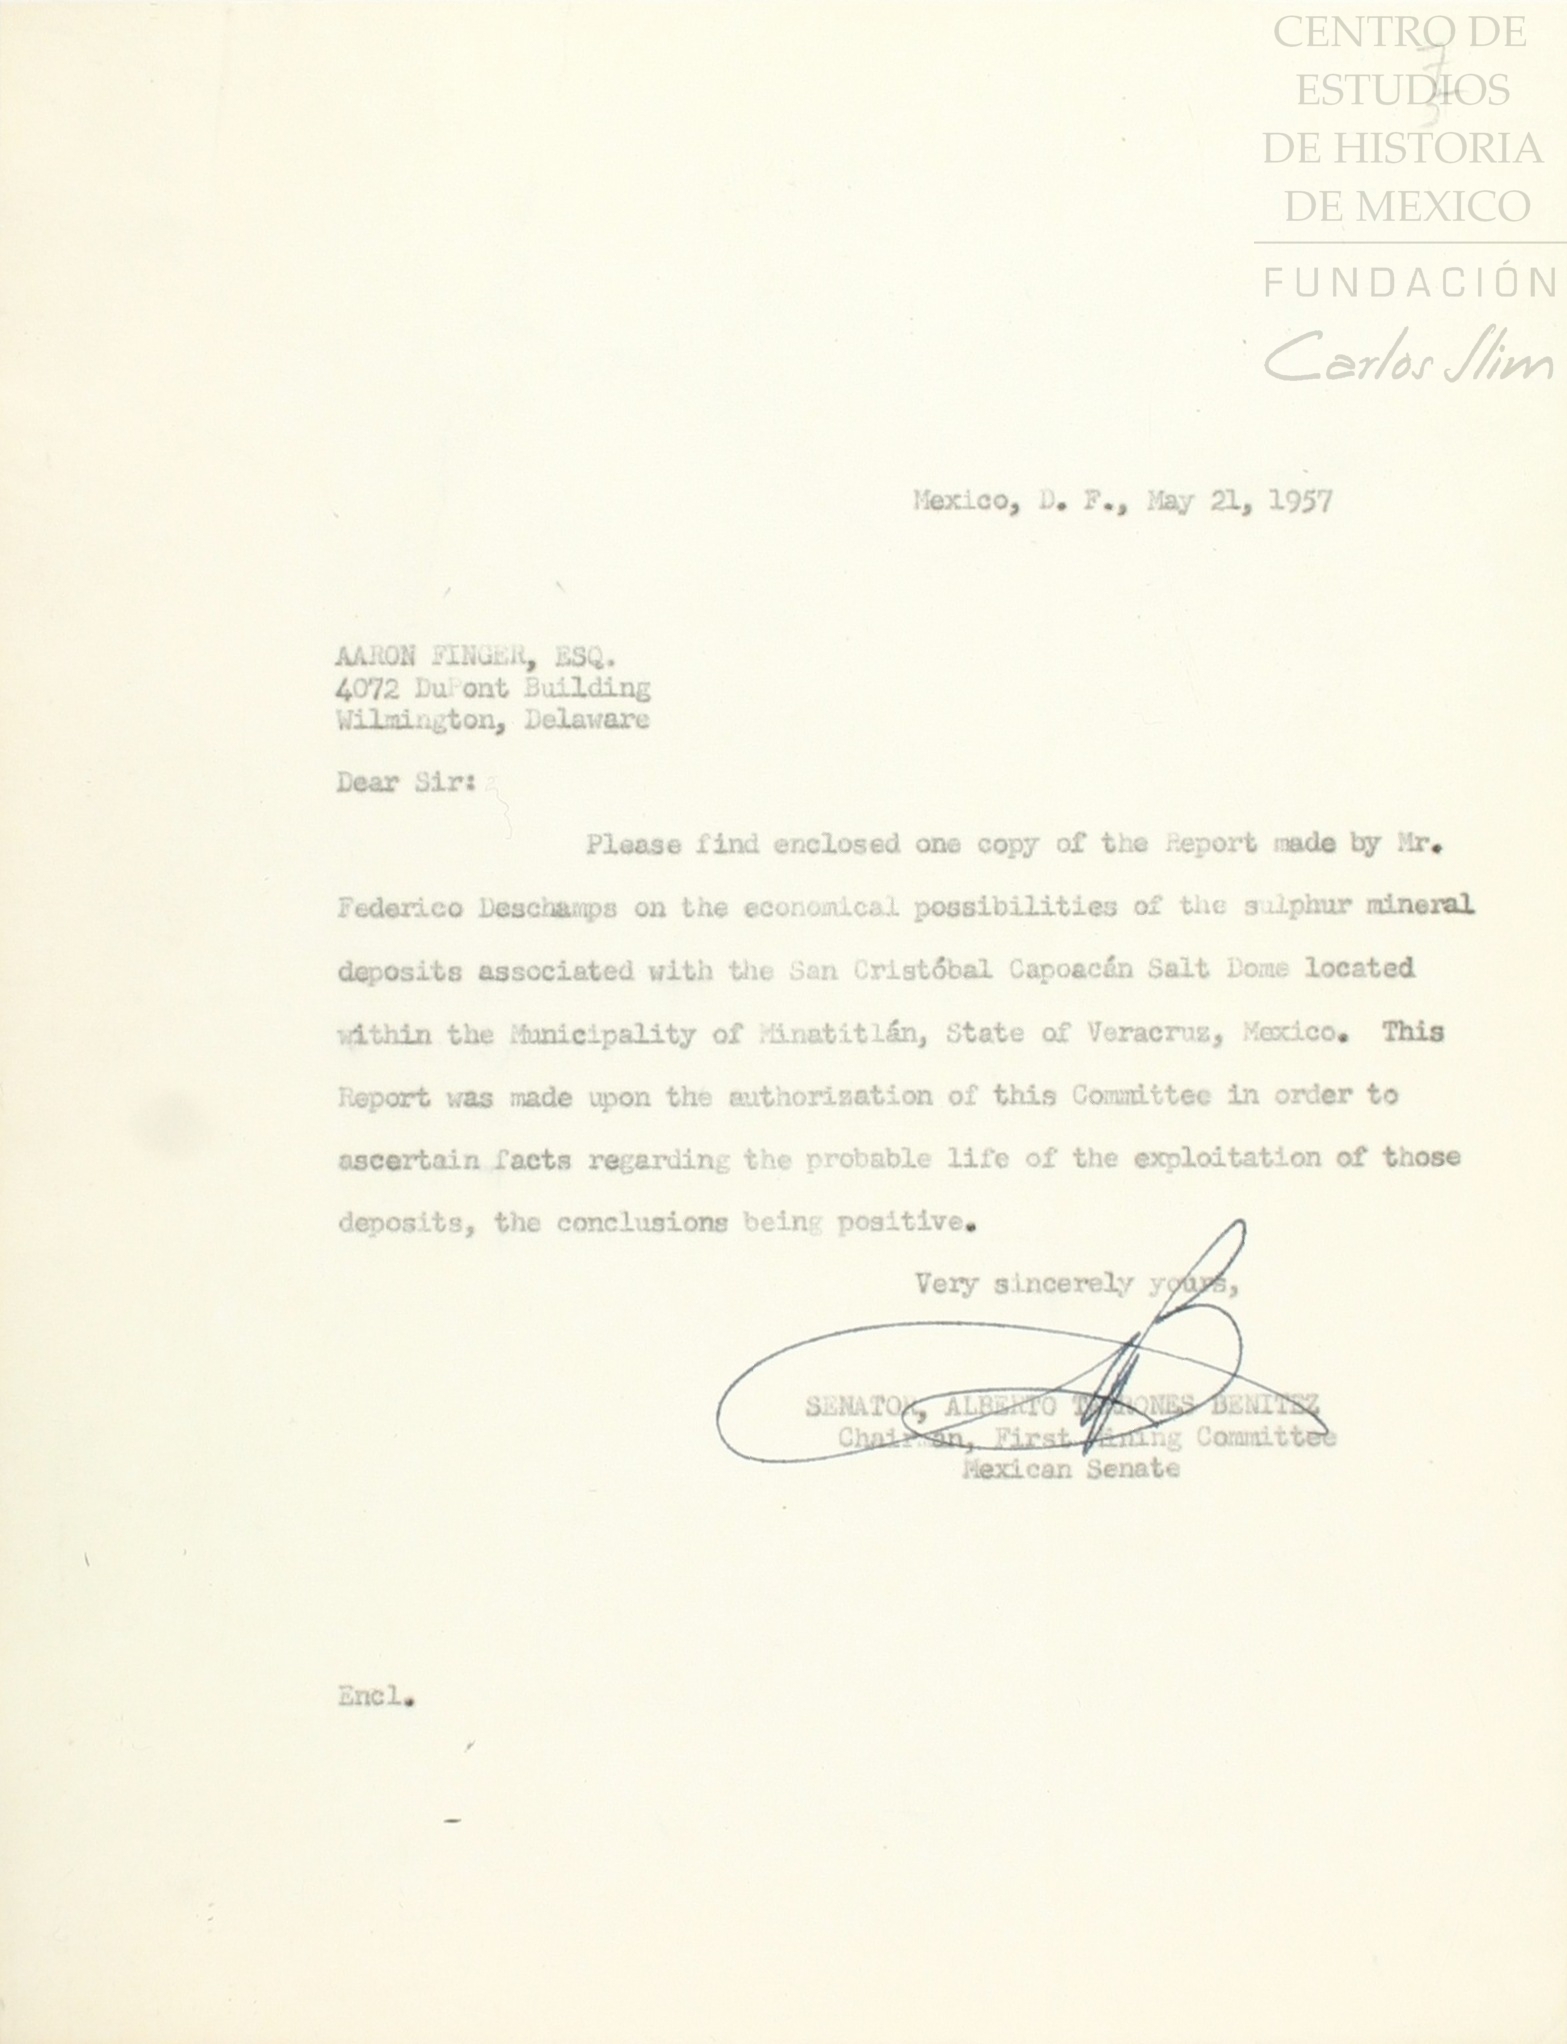 CENTRO DE
ESTUDIOS
DE HISTORIA
DE MEXICO
FUNDACIÓN
Carlos Slim
Mexico, D. F., May 21, 1957
AARON FINGER, ESQ.
4072 DuPont Building
Wilmington, Delaware
Dear Sir:
Please find enclosed one copy of the Report made by Mr.
Federico Deschamps on the economical possibilities of the sulphur mineral
deposits associated with the San Cristóbal Capoacán Salt Dome located
within the Municipality of Minatitlán, State of Veracruz, Mexico. This
Report was made upon the authorization of this Committee in order to
ascertain facts regarding the probable life of the exploitation of those
deposits, the conclusions being positive.
Very sincerely yours,
SENATOR, ALBERTO TERRONES BENITEZ
Chairman, First Mining Committee
Mexican Senate
Encl.